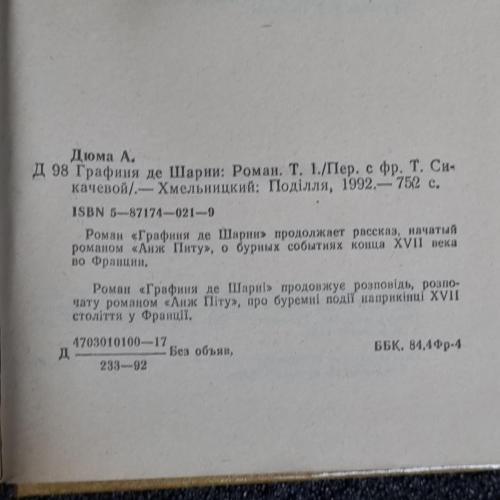 Дюма А.
Д 98 Графиня де Шарни: Роман. Т. 1./Пер. с фр. Т. Си-
качевой/.— Хмельницкий: Поділля, 1992.— 752 с.
ISBN 5—87174—021—9
Роман «Графиня де Шарни» продолжает рассказ, начатый
романом «Анж Питу», о бурных событиях конца XVII века
во Франции.
Роман «Графиня де Шарні» продовжує розповідь, розпо-
чату романом «Анж Піту», про буремні події наприкінці XVII
століття у Франції.
Д 4703010100—17 Без объяв, ББК. 84,4Фр-4
233—92